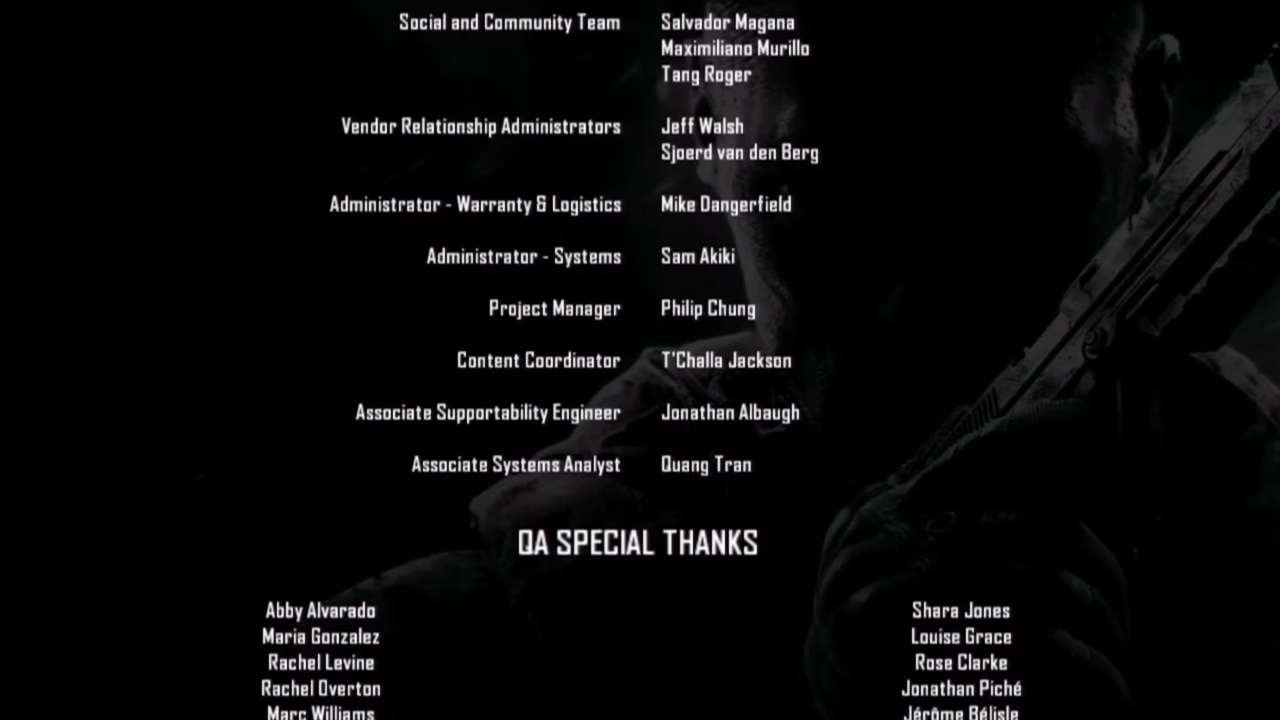 Social and Community Team Salvador Magana
Maximiliano Murillo
Tang Roger
Vendor Relationship Administrators Jeff Walsh
Sjoerd van den Berg
Administrator - Warranty & Logistics Mike Dangerfield
Administrator - Systems Sam Akiki
Project Manager Philip Chung
Content Coordinator T'Challa Jackson
Associate Supportability Engineer Jonathan Albaugh
Associate Systems Analyst Quang Tran
QA SPECIAL THANKS
Abby Alvarado Shara Jones
Maria Gonzalez Louise Grace
Rachel Levine Rose Clarke
Rachel Overton Jonathan Piché
Marc Williams Jérôme Bélisle